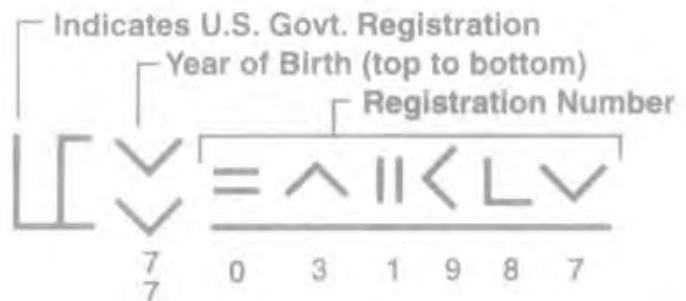 Indicates U.S. Govt. Registration
Year of Birth (top to bottom)
Registration Number
7 0 3 1 9 8 7
7